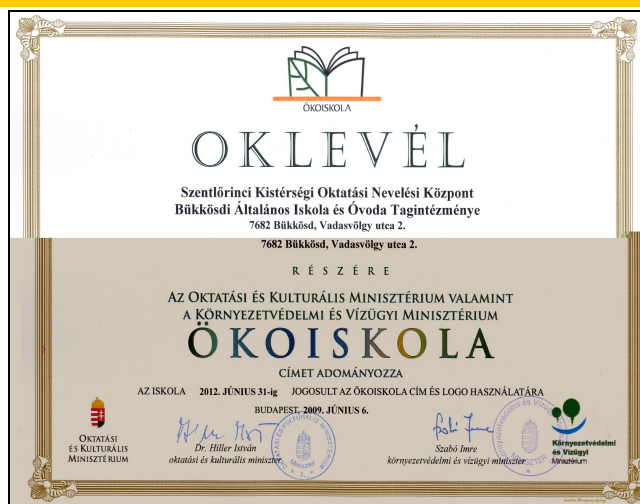 ÖKOISKOLA
OKLEVÉL
Szentlőrinci Kistérségi Oktatási Nevelési Központ
Bükkösdi Általános Iskola és Óvoda Tagintézménye
7682 Bükkösd, Vadasvölgy utca 2.
7682 Bükkösd, Vadasvölgy utca 2.
RÉSZÉRE
AZ OKTATÁSI ÉS KULTURÁLIS MINISZTÉRIUM VALAMINT
A KÖRNYEZETVÉDELMI ÉS VÍZÜGYI MINISZTÉRIUM
ÖKOISKOLA
CÍMET ADOMÁNYOZZA
AZ ISKOLA 2012. JÚNIUS 31-ig JOGOSULT AZ ÖKOISKOLA CÍM ÉS LOGO HASZNÁLATÁRA
BUDAPEST, 2009. JÚNIUS 6.
OKTATÁSI
ÉS KULTURÁLIS
MINISZTÉRIUM
Dr. Hiller István
oktatási és kulturális miniszter
Szabó Imre
környezetvédelmi és vízügyi miniszter
Környezetvédelmi
és Vízügyi
Minisztérium